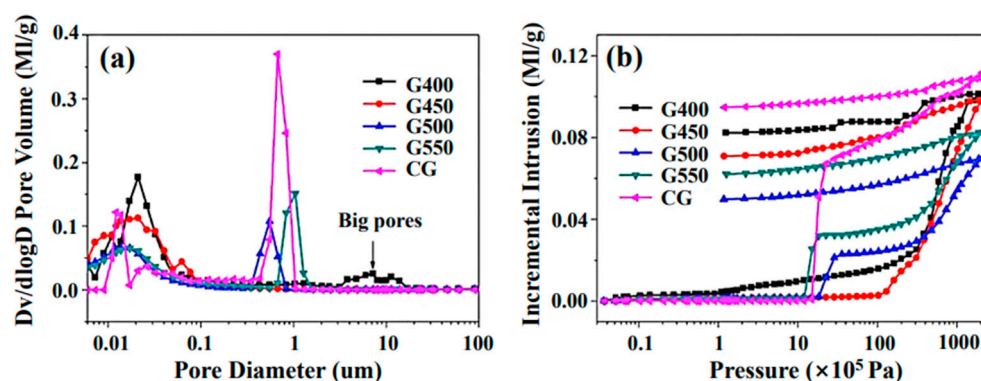 (a)
Dv/dlogD Pore Volume (Ml/g)
0.4
0.3
0.2
0.1
0.0
G400
G450
G500
G550
CG
Big pores
0.01
0.1
1
10
100
Pore Diameter (um)
(b)
Incremental Intrusion (Ml/g)
0.12
0.08
0.04
0.00
G400
G450
G500
G550
CG
0.1
1
10
100
1000
Pressure (×10⁵ Pa)